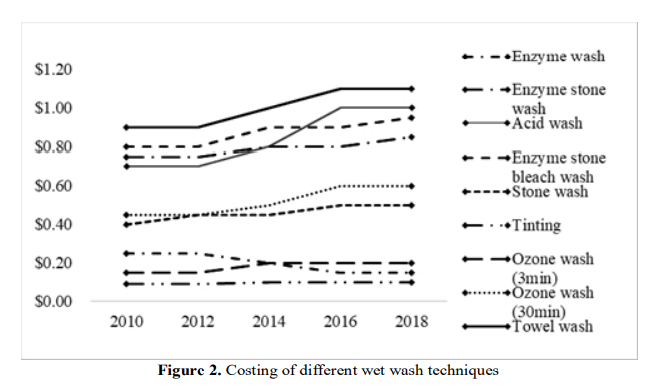 $1.20
$1.00
$0.80
$0.60
$0.40
$0.20
$0.00
2010 2012 2014 2016 2018
Enzyme wash
Enzyme stone
wash
Acid wash
Enzyme stone
bleach wash
Stone wash
Tinting
Ozone wash
(3min)
Ozone wash
(30min)
Towel wash
Figure 2. Costing of different wet wash techniques